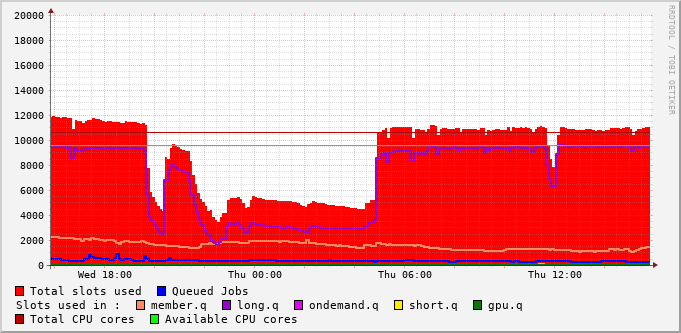 20000
18000
16000
14000
12000
10000
8000
6000
4000
2000
0
Wed 18:00 Thu 00:00 Thu 06:00 Thu 12:00
RRDTOOL / TOBI OETIKER
Total slots used Queued Jobs
Slots used in : member.q long.q ondemand.q short.q gpu.q
Total CPU cores Available CPU cores